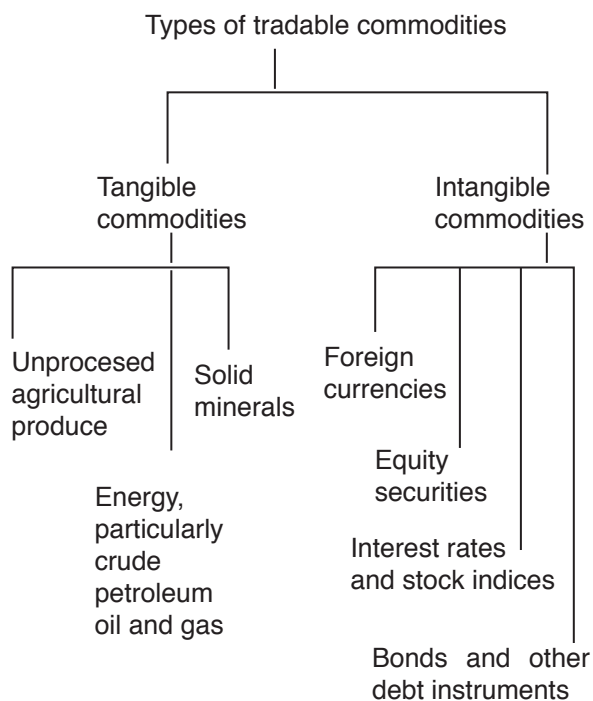 Types of tradable commodities
Tangible
commodities
Intangible
commodities
Unprocesed
agricultural
produce
Energy,
particularly
crude
petroleum
oil and gas
Solid
minerals
Foreign
currencies
Equity
securities
Interest rates
and stock indices
Bonds and other
debt instruments